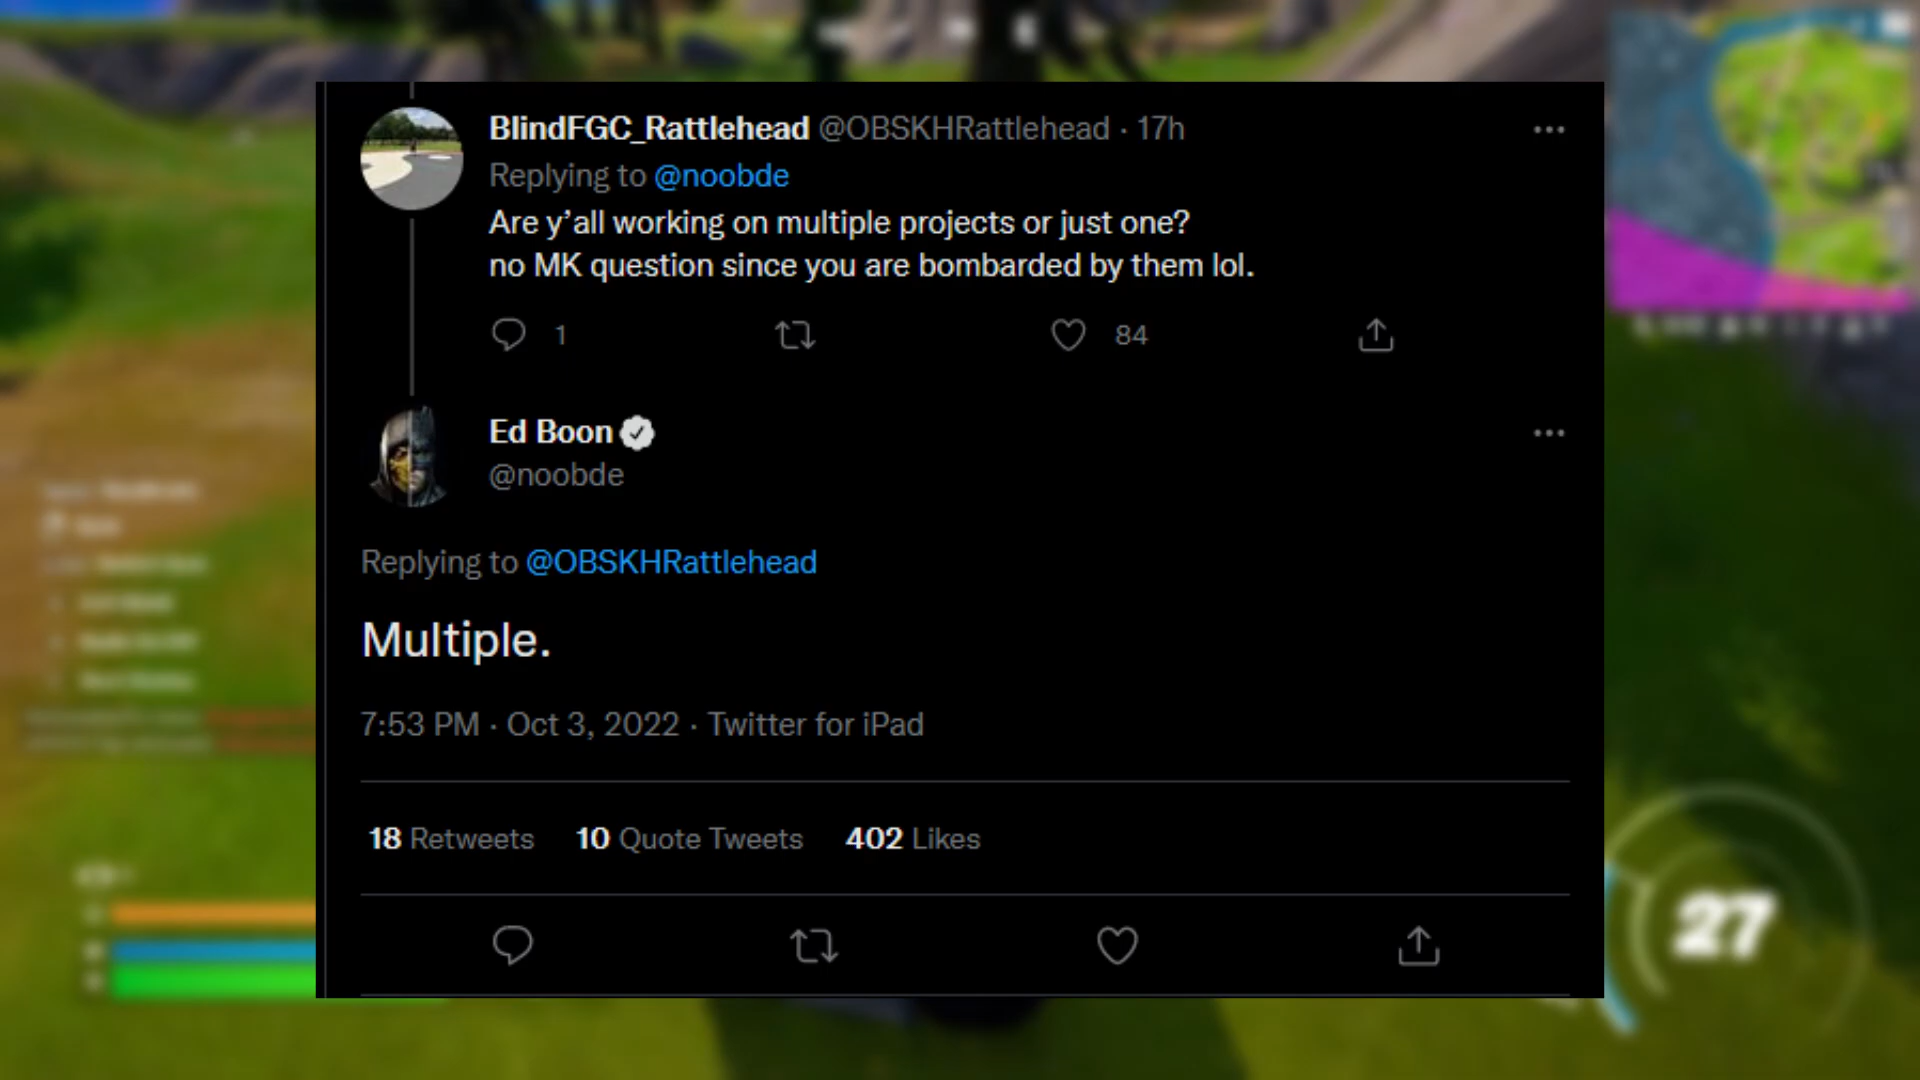 BlindFGC_Rattlehead @OBSKHRattlehead · 17h
Replying to @noobde
Are y’all working on multiple projects or just one?
no MK question since you are bombarded by them lol.
1 84
Ed Boon
@noobde
Replying to @OBSKHRattlehead
Multiple.
7:53 PM · Oct 3, 2022 · Twitter for iPad
18 Retweets 10 Quote Tweets 402 Likes
27